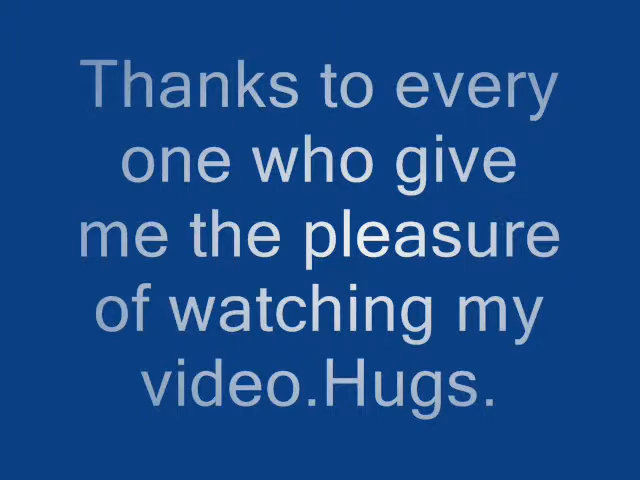 Thanks to every
one who give
me the pleasure
of watching my
video.Hugs.